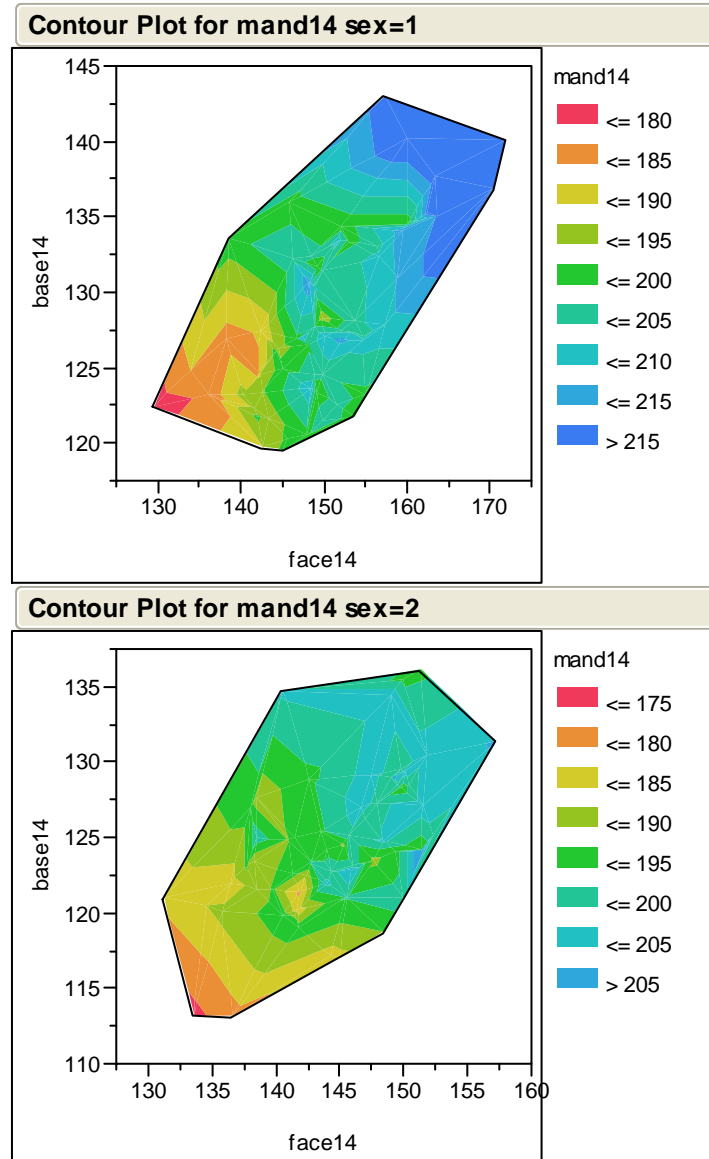 Contour Plot for mand14 sex=1
145
140
135
130
125
120
base14
130 140 150 160 170
face14
mand14
<= 180
<= 185
<= 190
<= 195
<= 200
<= 205
<= 210
<= 215
> 215
Contour Plot for mand14 sex=2
135
130
125
120
115
110
base14
130 135 140 145 150 155 160
face14
mand14
<= 175
<= 180
<= 185
<= 190
<= 195
<= 200
<= 205
> 205